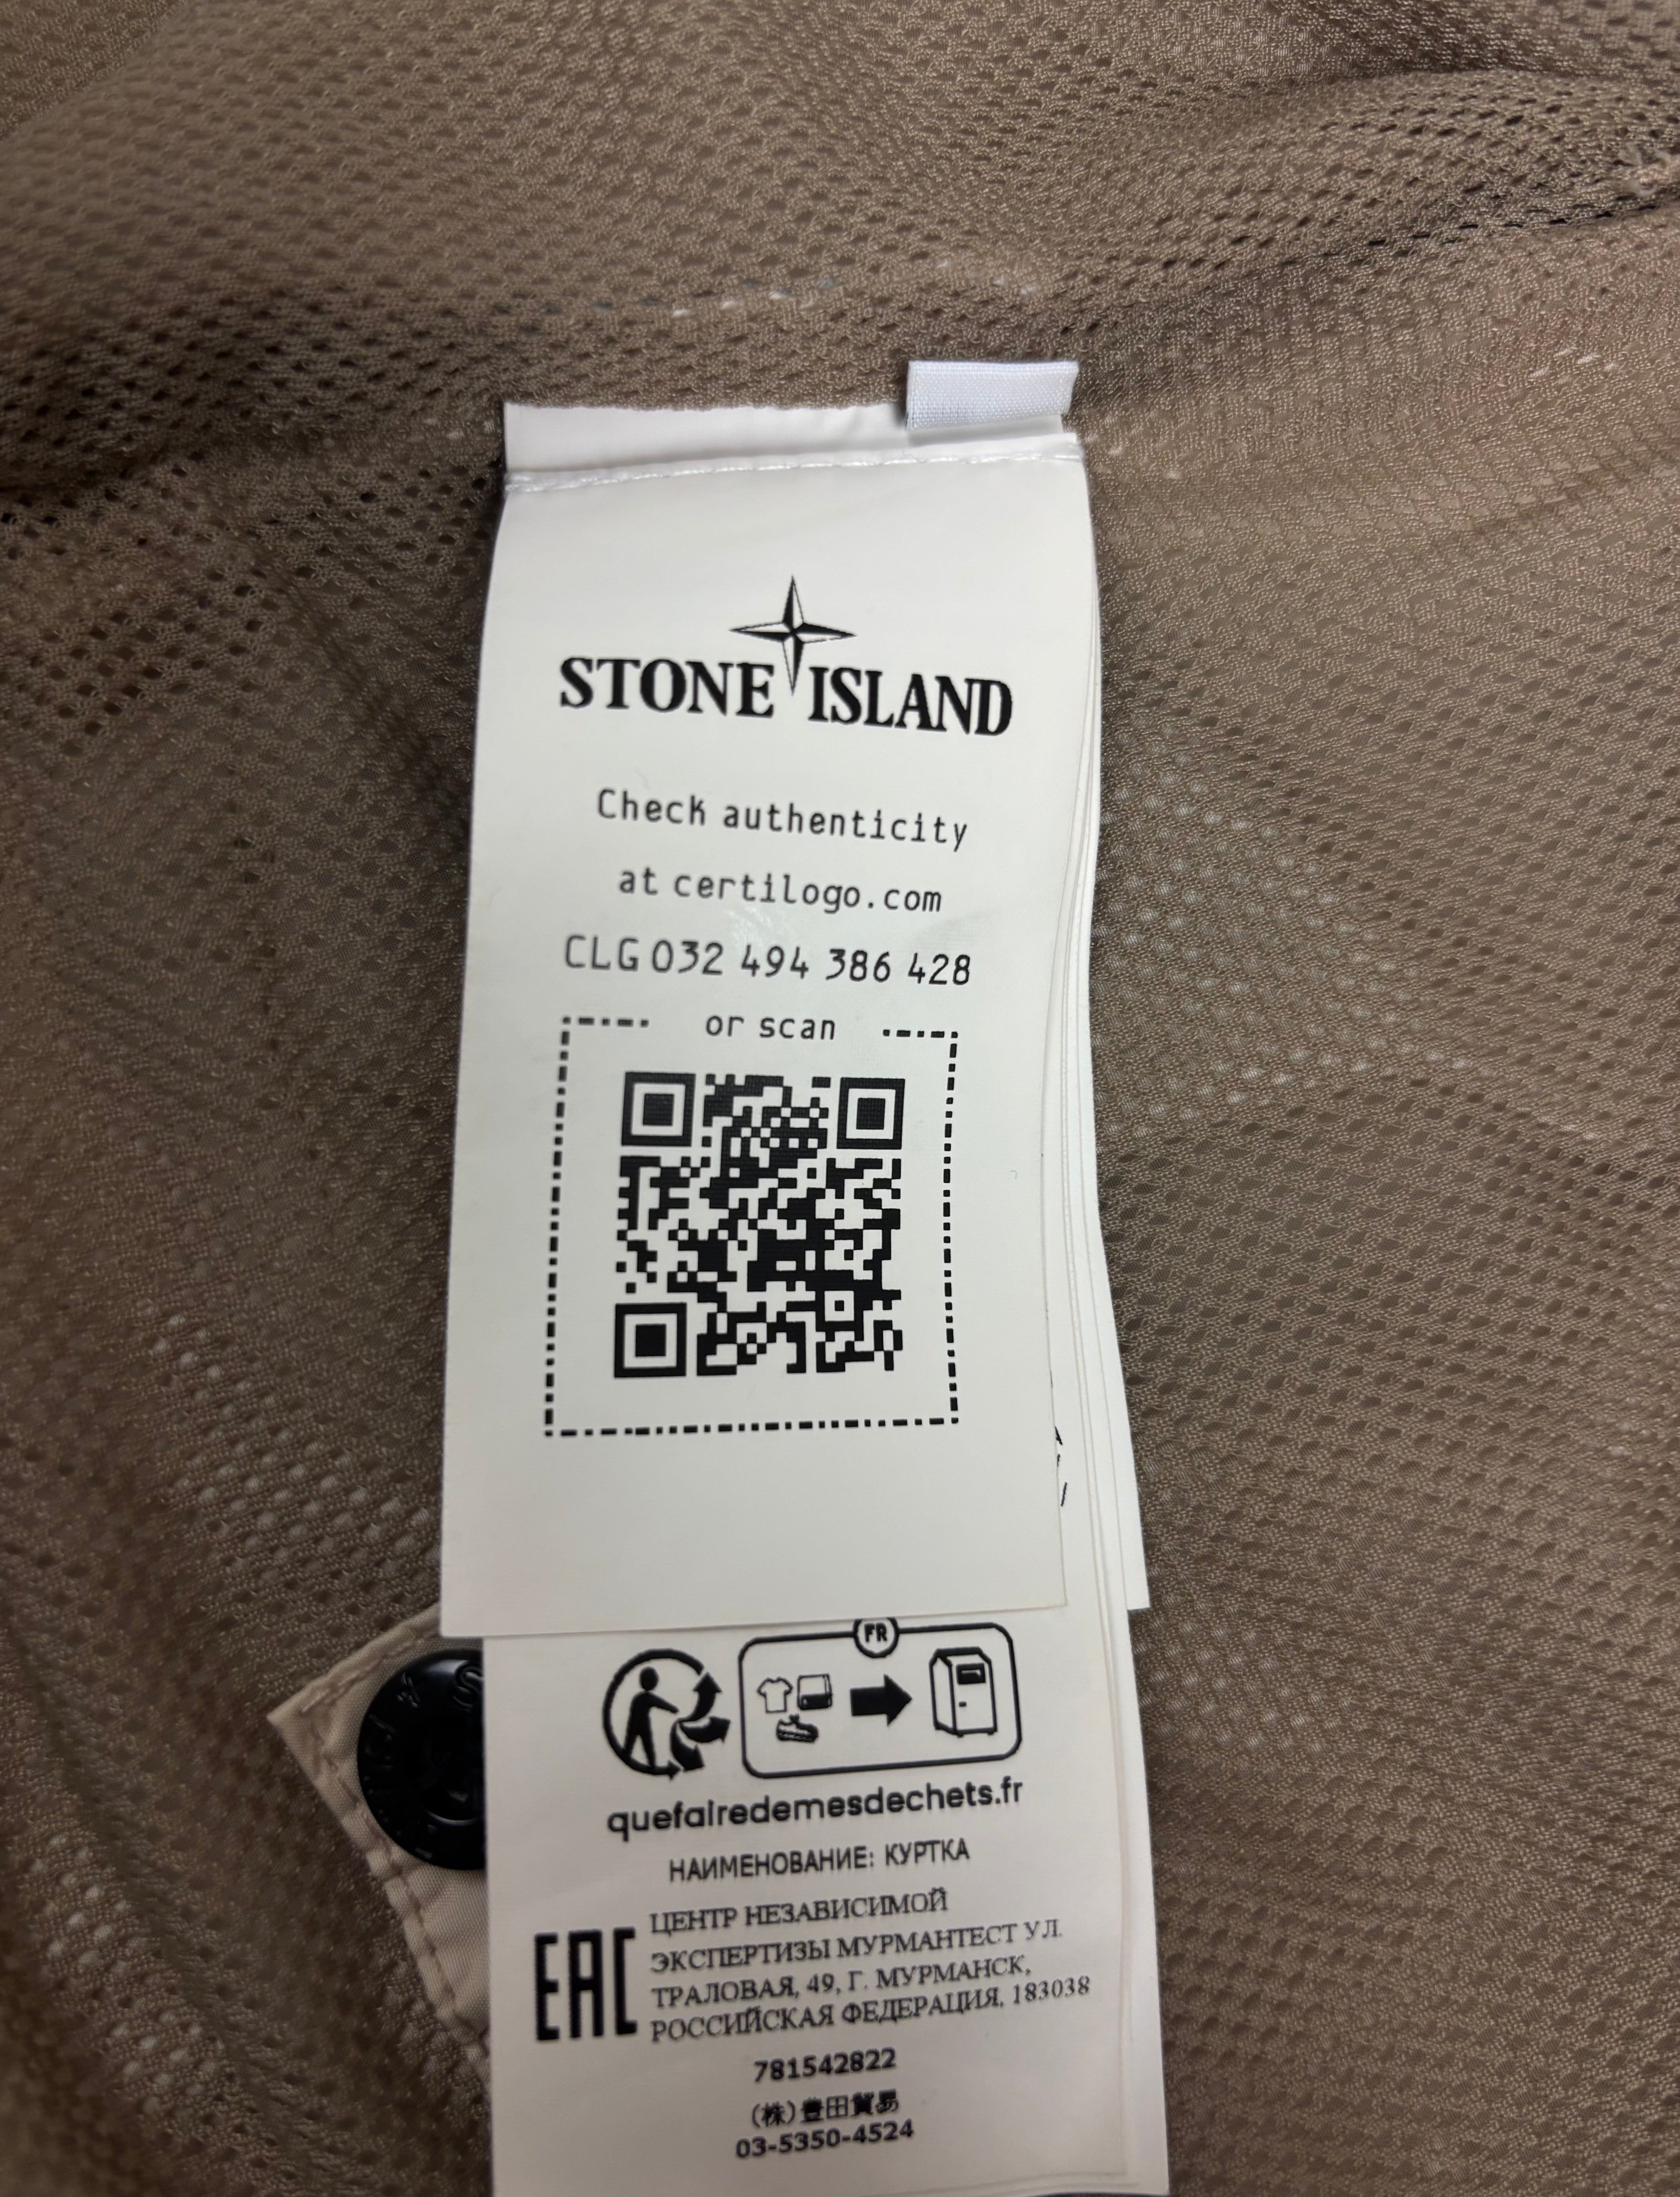 STONE ISLAND
Check authenticity
at certilogo.com
CLG 032 494 386 428
or scan
FR
quefairedemesdechets.fr
НАИМЕНОВАНИЕ: КУРТКА
EAC
ЦЕНТР НЕЗАВИСИМОЙ
ЭКСПЕРТИЗЫ МУРМАНТЕСТ УЛ.
ТРАЛОВАЯ, 49, Г. МУРМАНСК,
РОССИЙСКАЯ ФЕДЕРАЦИЯ, 183038
781542822
(株)豊田貿易
03-5350-4524